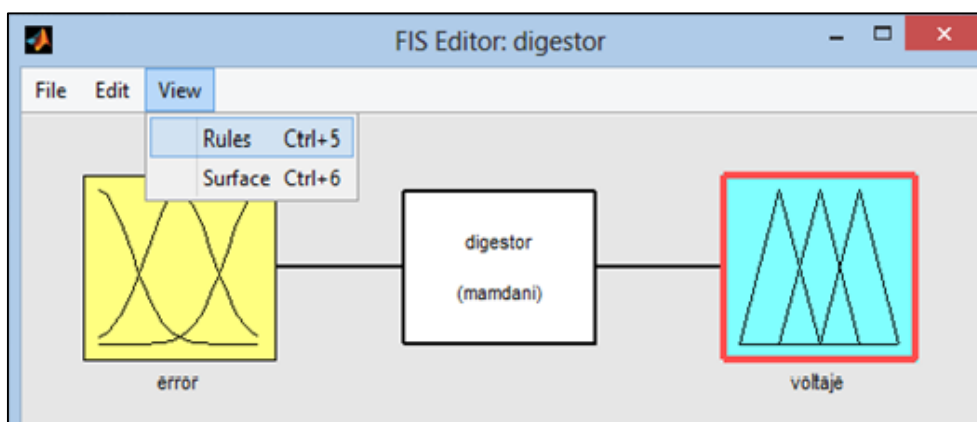 FIS Editor: digestor
File Edit View
Rules Ctrl+5
Surface Ctrl+6
digestor
(mamdani)
error
voltaje